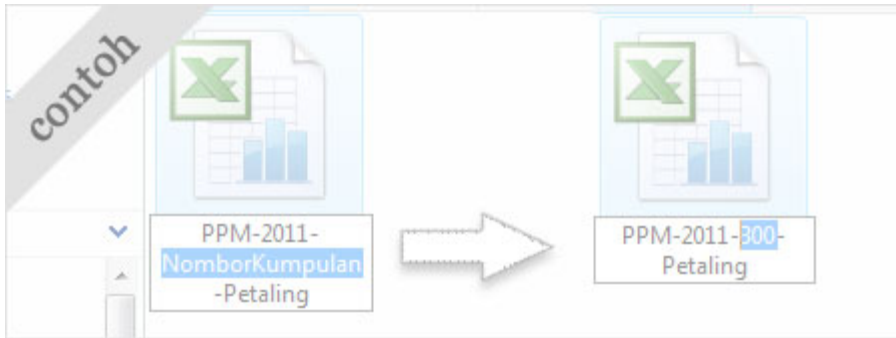 contoh
PPM-2011-
NomborKumpulan
-Petaling
PPM-2011-300-
Petaling